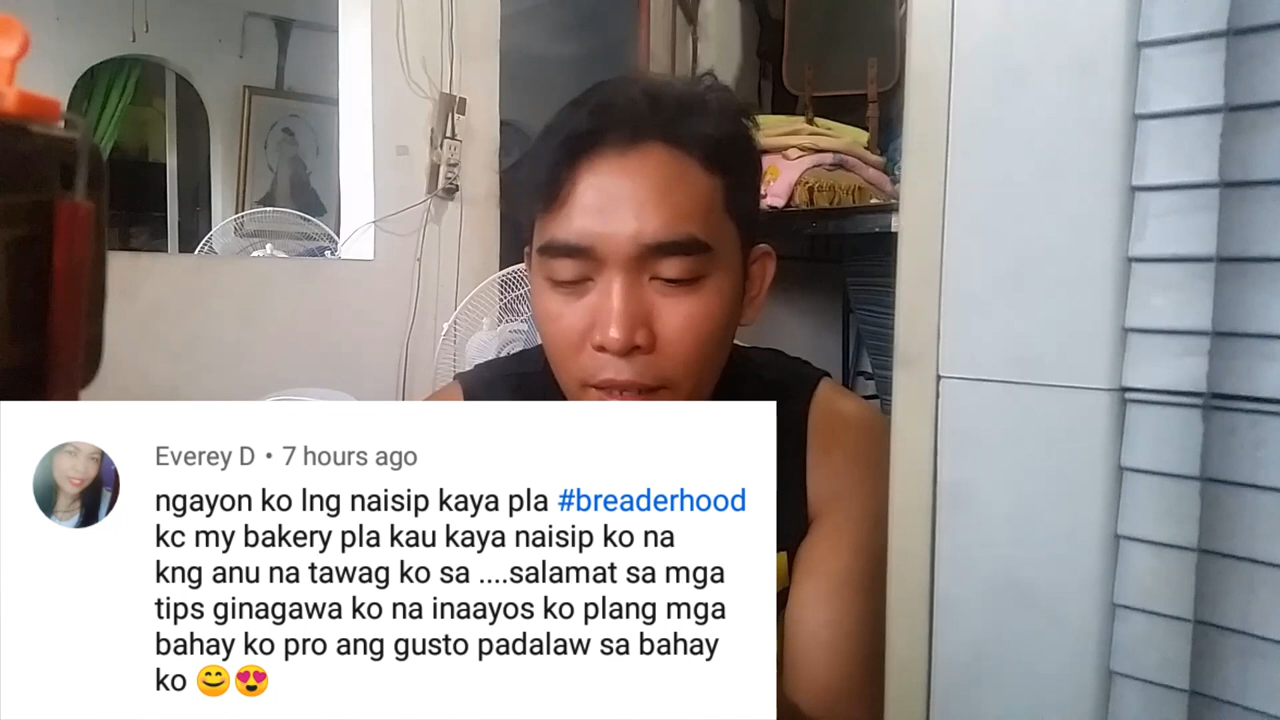 Everey D • 7 hours ago
ngayon ko lng naisip kaya pla #breaderhood
kc my bakery pla kau kaya naisip ko na
kng anu na tawag ko sa ....salamat sa mga
tips ginagawa ko na inaayos ko plang mga
bahay ko pro ang gusto padalaw sa bahay
ko 😊😍